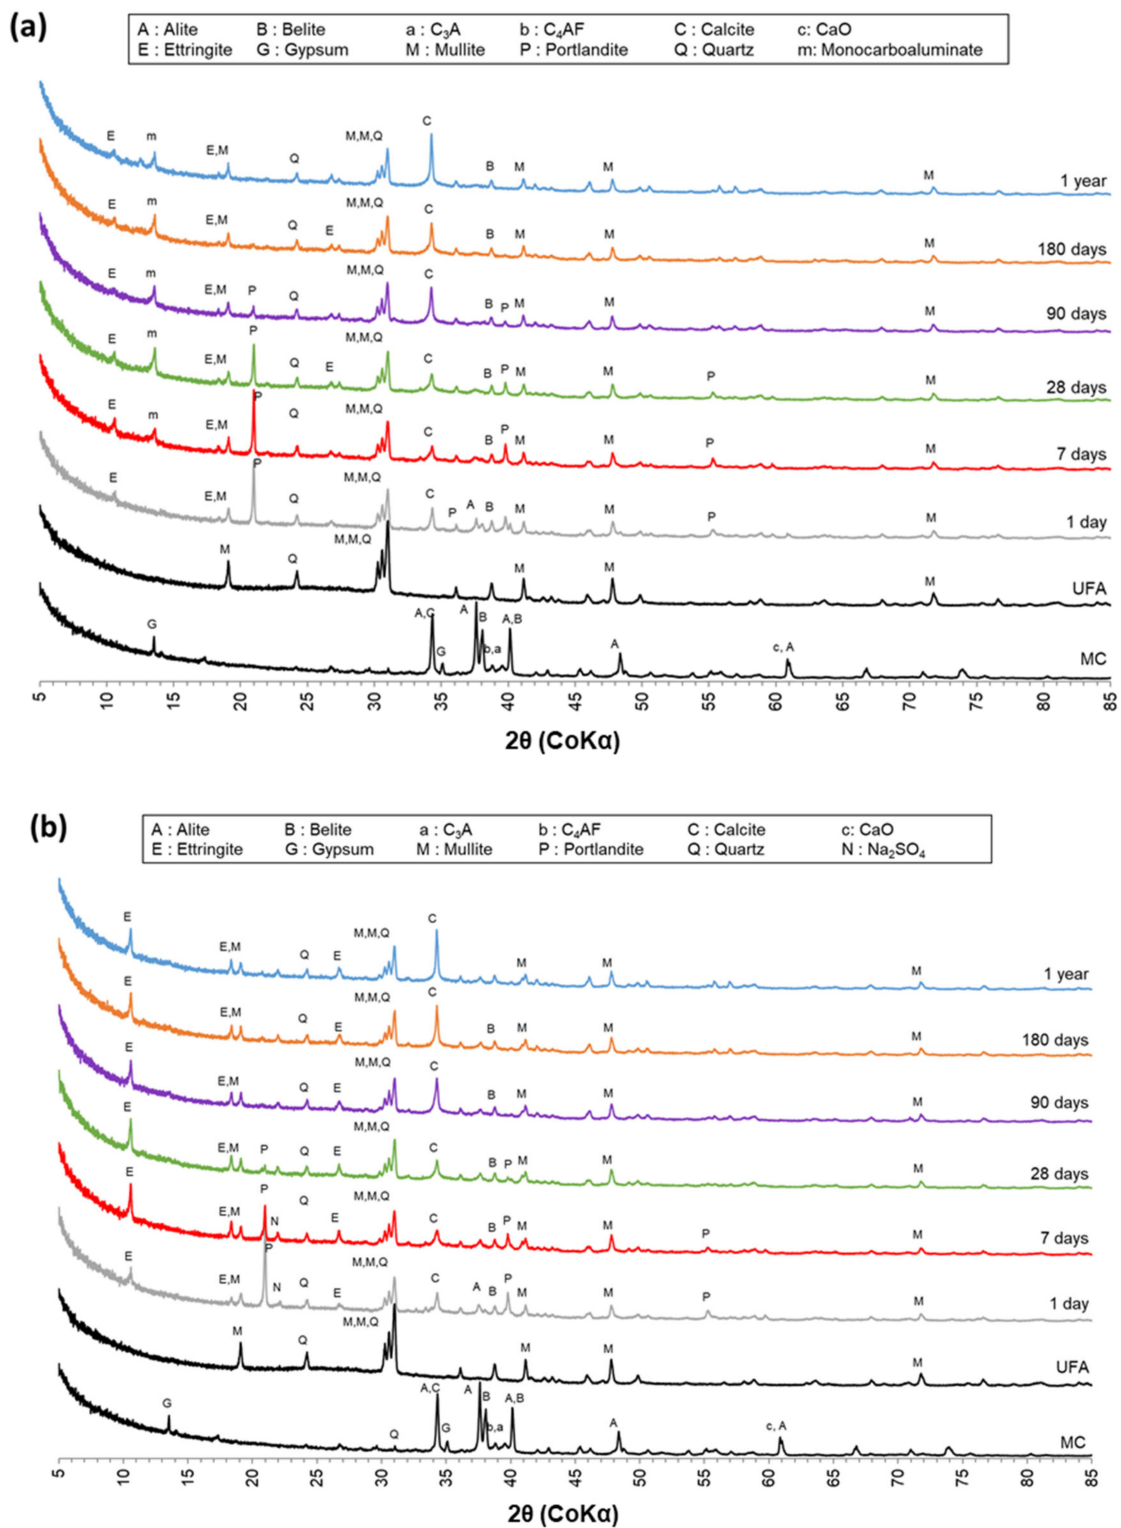 (a)
A : Alite B : Belite a : C₃A b : C₄AF C : Calcite c: CaO
E : Ettringite G : Gypsum M : Mullite P : Portlandite Q : Quartz m: Monocarboaluminate
E m E,M Q M,M,Q C B M M M 1 year
E m E,M Q E M,M,Q C B M M M 180 days
E m E,M P Q M,M,Q C B P M M M 90 days
E m E,M P Q E M,M,Q C B P M M P M 28 days
E m E,M P Q M,M,Q C B P M M P M 7 days
E E,M P Q M,M,Q C P A B M M P M 1 day
M Q M,M,Q M M M UFA
G A,C G A B b,a A,B A c, A MC
5 10 15 20 25 30 35 40 45 50 55 60 65 70 75 80 85
2θ (CoKα)
(b)
A : Alite B : Belite a : C₃A b : C₄AF C : Calcite c: CaO
E : Ettringite G : Gypsum M : Mullite P : Portlandite Q : Quartz N : Na₂SO₄
E E,M Q E M,M,Q C M M M 1 year
E E,M Q E M,M,Q C B M M M 180 days
E E,M Q E M,M,Q C B M M M 90 days
E E,M P Q E M,M,Q C B P M M M 28 days
E E,M P N Q E M,M,Q C B P M M P M 7 days
E E,M P N Q E M,M,Q C A B P M M P M 1 day
M Q M,M,Q M M M UFA
G Q A,C G A B b,a A,B A c, A MC
5 10 15 20 25 30 35 40 45 50 55 60 65 70 75 80 85
2θ (CoKα)